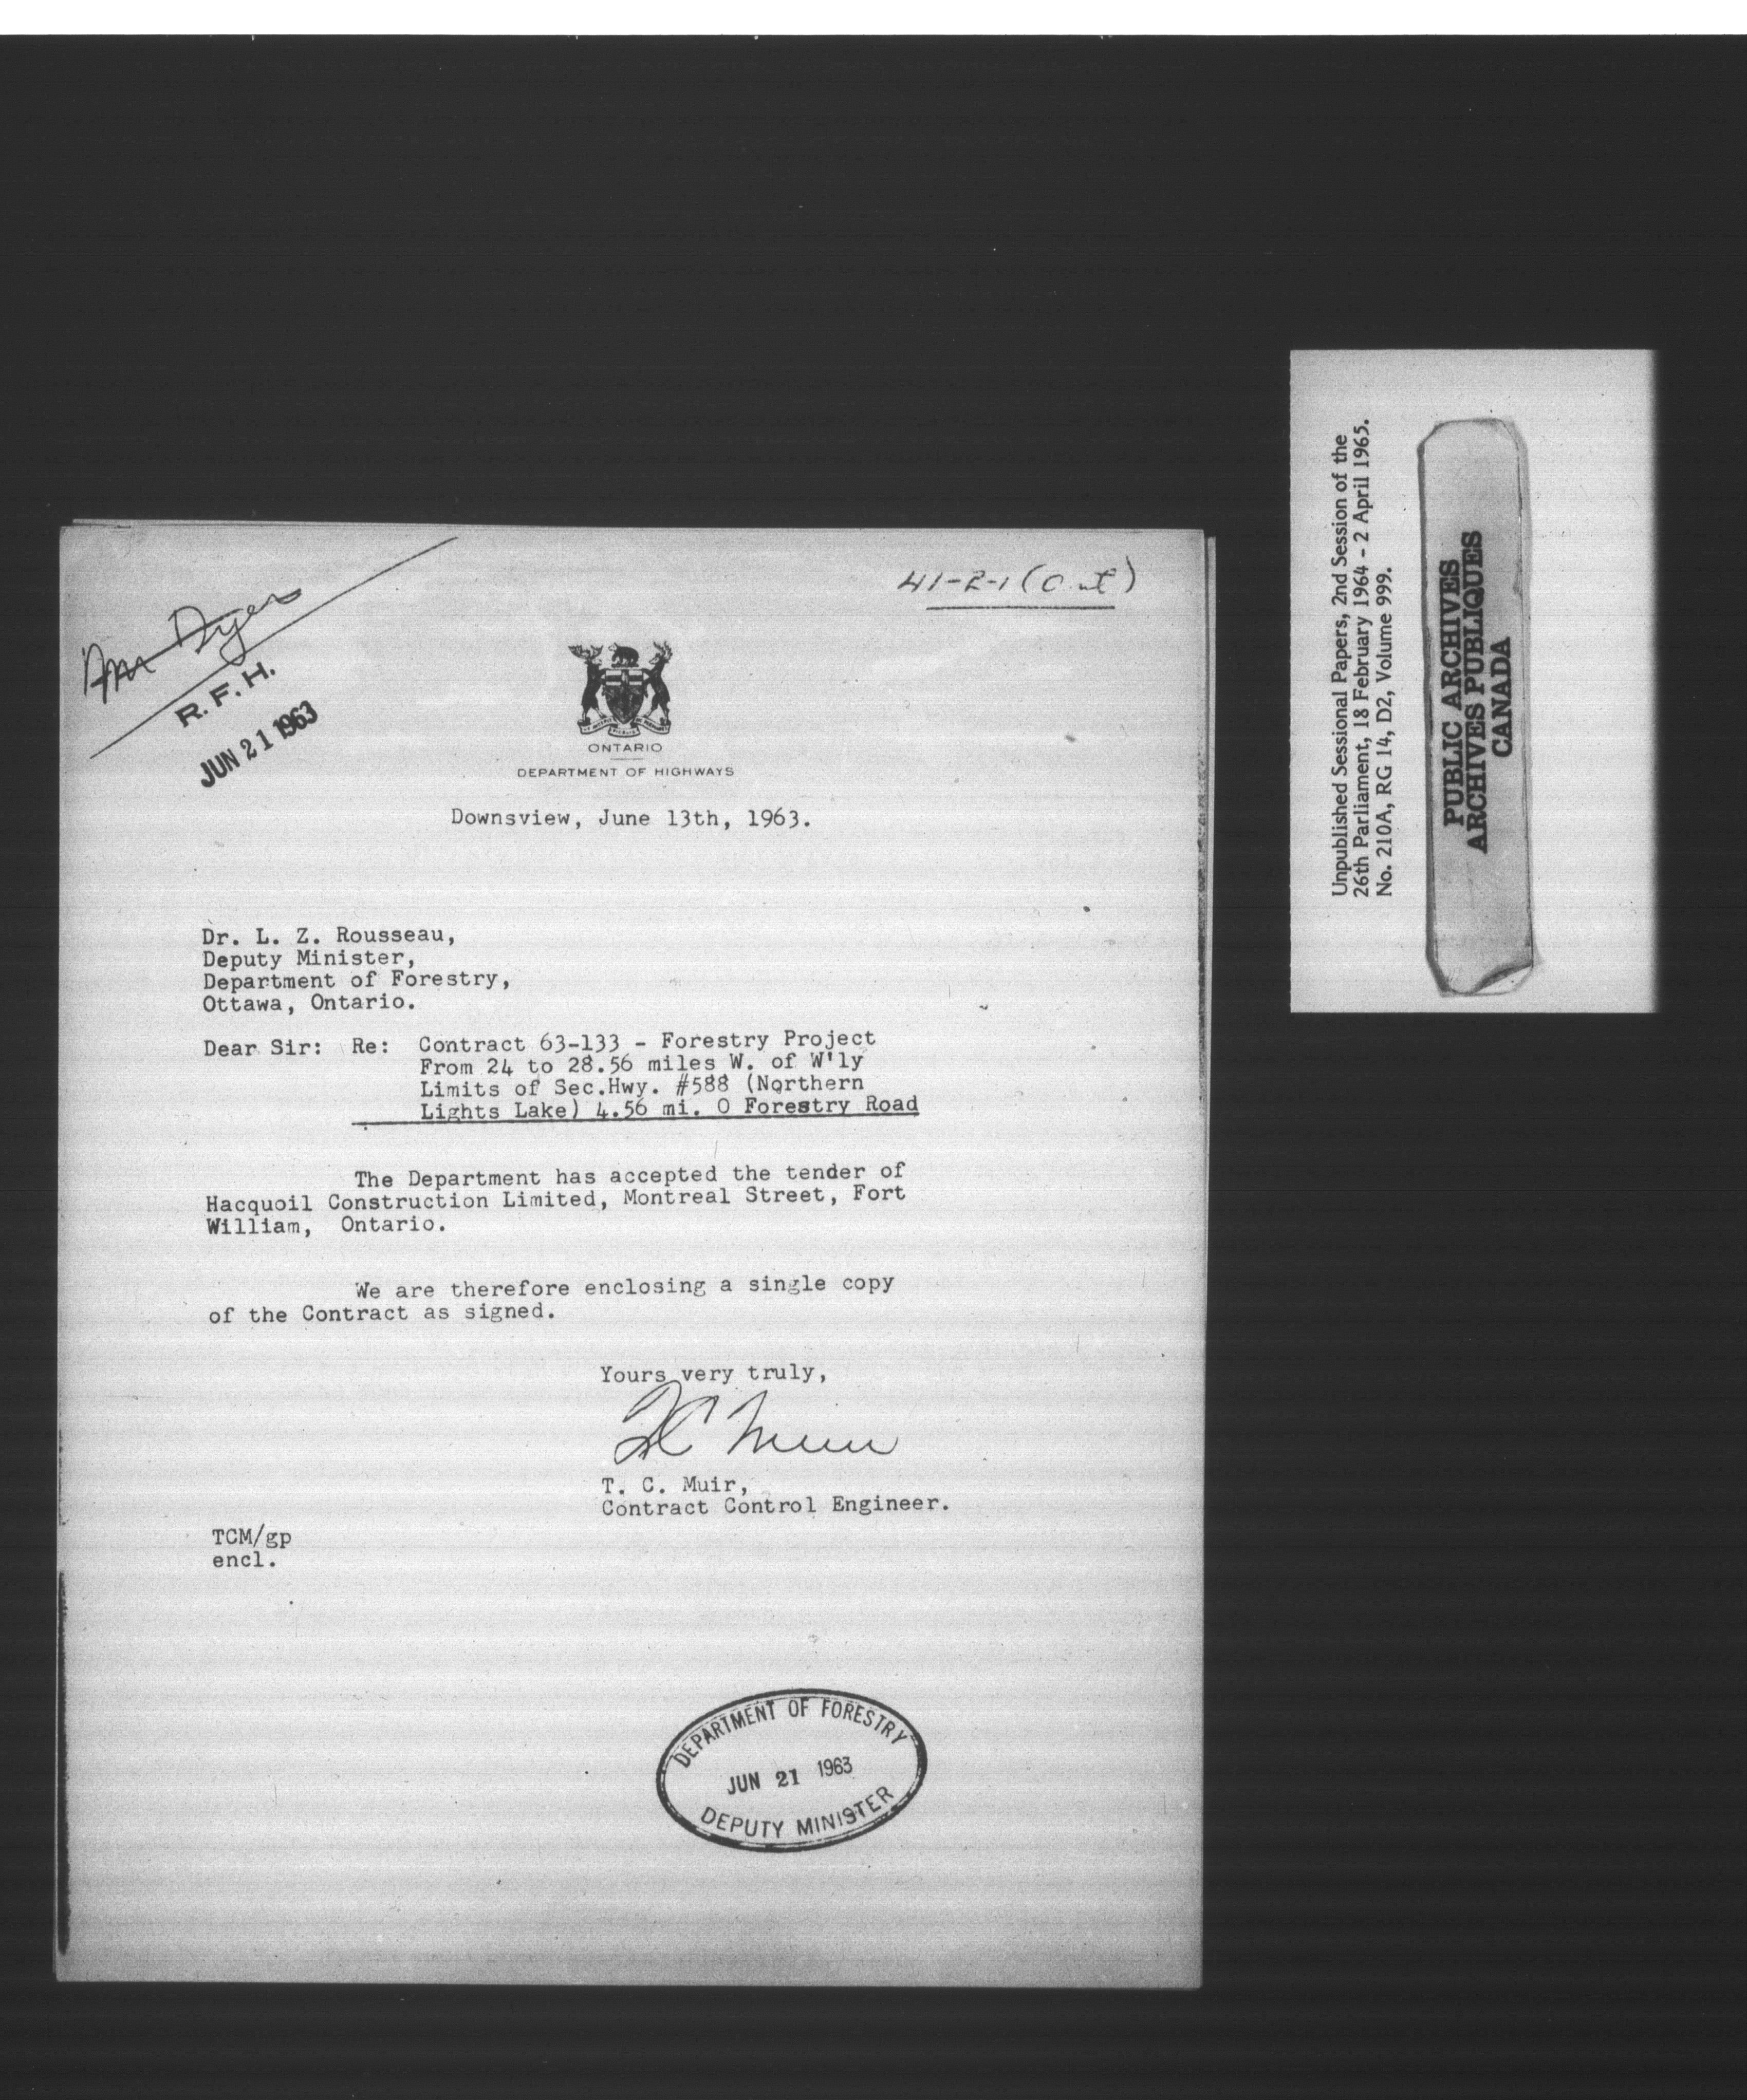 41-2-1 (Ont)
Mr Dyer
R. F. H.
JUN 21 1963
ONTARIO
DEPARTMENT OF HIGHWAYS
Downsview, June 13th, 1963.
Dr. L. Z. Rousseau,
Deputy Minister,
Department of Forestry,
Ottawa, Ontario.
Dear Sir: Re: Contract 63-133 - Forestry Project
From 24 to 28.56 miles W. of W'ly
Limits of Sec.Hwy. #588 (Northern
Lights Lake) 4.56 mi. O Forestry Road
The Department has accepted the tender of
Hacquoil Construction Limited, Montreal Street, Fort
William, Ontario.
We are therefore enclosing a single copy
of the Contract as signed.
Yours very truly,
TC Muir
T. C. Muir,
Contract Control Engineer.
TCM/gp
encl.
DEPARTMENT OF FORESTRY
JUN 21 1963
DEPUTY MINISTER
Unpublished Sessional Papers, 2nd Session of the
26th Parliament, 18 February 1964 - 2 April 1965.
No. 210A, RG 14, D2, Volume 999.
PUBLIC ARCHIVES
ARCHIVES PUBLIQUES
CANADA